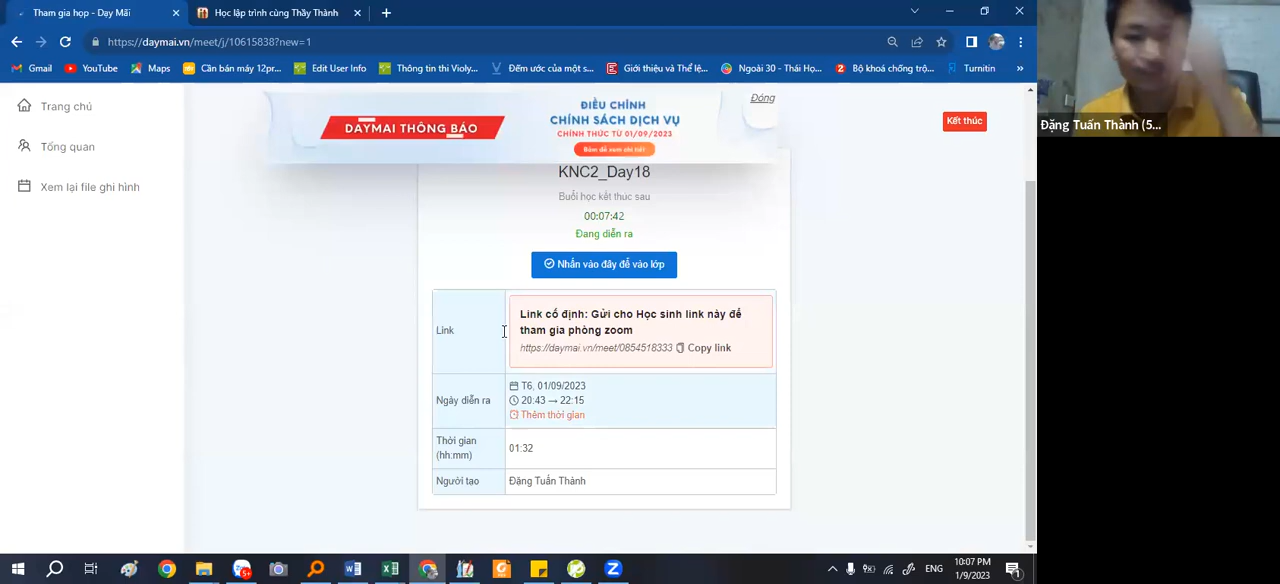 Tham gia họp - Dạy Mãi
Học lập trình cùng Thầy Thành
https://daymai.vn/meet/j/10615838?new=1
Gmail
YouTube
Maps
Căn bán máy 12pr...
Edit User Info
Thông tin thi Violy...
Đếm ước của một s...
Giới thiệu và Thể lệ...
Ngoài 30 - Thái Họ...
Bộ khoá chống trộ...
Turnitin
»
Trang chủ
Tổng quan
Xem lại file ghi hình
DAYMAI THÔNG BÁO
ĐIỀU CHỈNH
CHÍNH SÁCH DỊCH VỤ
CHÍNH THỨC TỪ 01/09/2023
Bấm để xem chi tiết
Đóng
Kết thúc
KNC2_Day18
Buổi học kết thúc sau
00:07:42
Đang diễn ra
Nhấn vào đây để vào lớp
Link
Link cố định: Gửi cho Học sinh link này để
tham gia phòng zoom
https://daymai.vn/meet/0854518333 Copy link
Ngày diễn ra
T6, 01/09/2023
20:43 → 22:15
Thêm thời gian
Thời gian
(hh:mm)
01:32
Người tạo
Đặng Tuấn Thành
Đặng Tuấn Thành (5...
5+
ENG
10:07 PM
1/9/2023
1